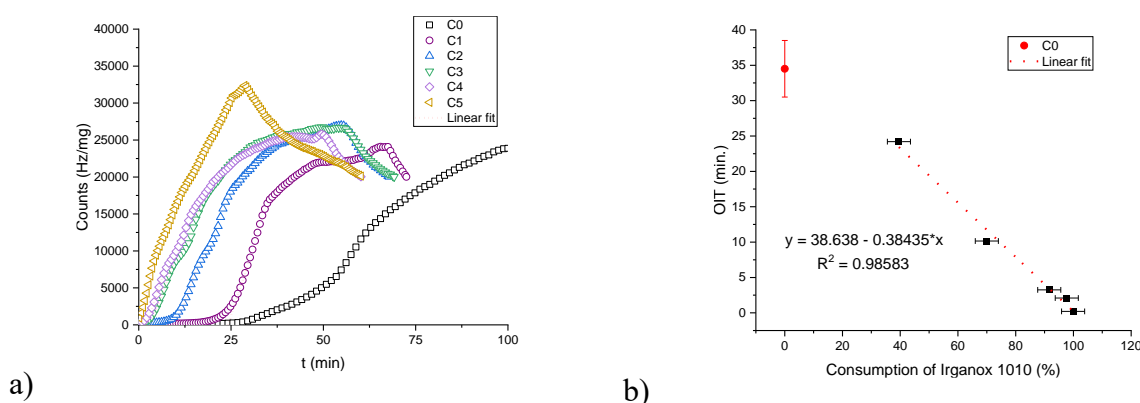 C0
C1
C2
C3
C4
C5
Linear fit
40000
35000
30000
25000
20000
15000
10000
5000
0
Counts (Hz/mg)
0 25 50 75 100
t (min)
a)
C0
Linear fit
40
35
30
25
20
15
10
5
0
OIT (min.)
y = 38.638 - 0.38435*x
R² = 0.98583
0 20 40 60 80 100 120
Consumption of Irganox 1010 (%)
b)